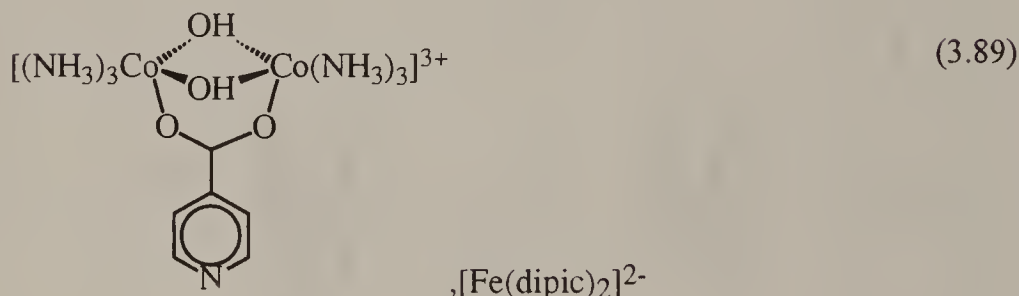 OH
[(NH₃)₃Co Co(NH₃)₃]³⁺ (3.89)
OH
O O
N
,[Fe(dipic)₂]²⁻